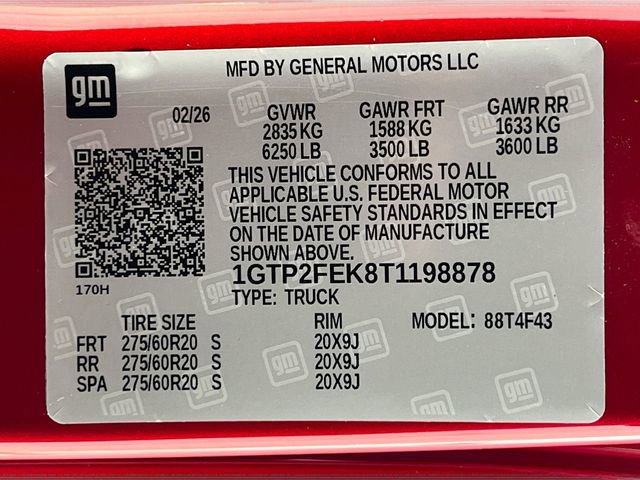 gm
MFD BY GENERAL MOTORS LLC
02/26 GVWR GAWR FRT GAWR RR
2835 KG 1588 KG 1633 KG
6250 LB 3500 LB 3600 LB
THIS VEHICLE CONFORMS TO ALL
APPLICABLE U.S. FEDERAL MOTOR
VEHICLE SAFETY STANDARDS IN EFFECT
ON THE DATE OF MANUFACTURE
SHOWN ABOVE.
170H
1GTP2FEK8T1198878
TYPE: TRUCK
TIRE SIZE RIM MODEL: 88T4F43
FRT 275/60R20 S 20X9J
RR 275/60R20 S 20X9J
SPA 275/60R20 S 20X9J